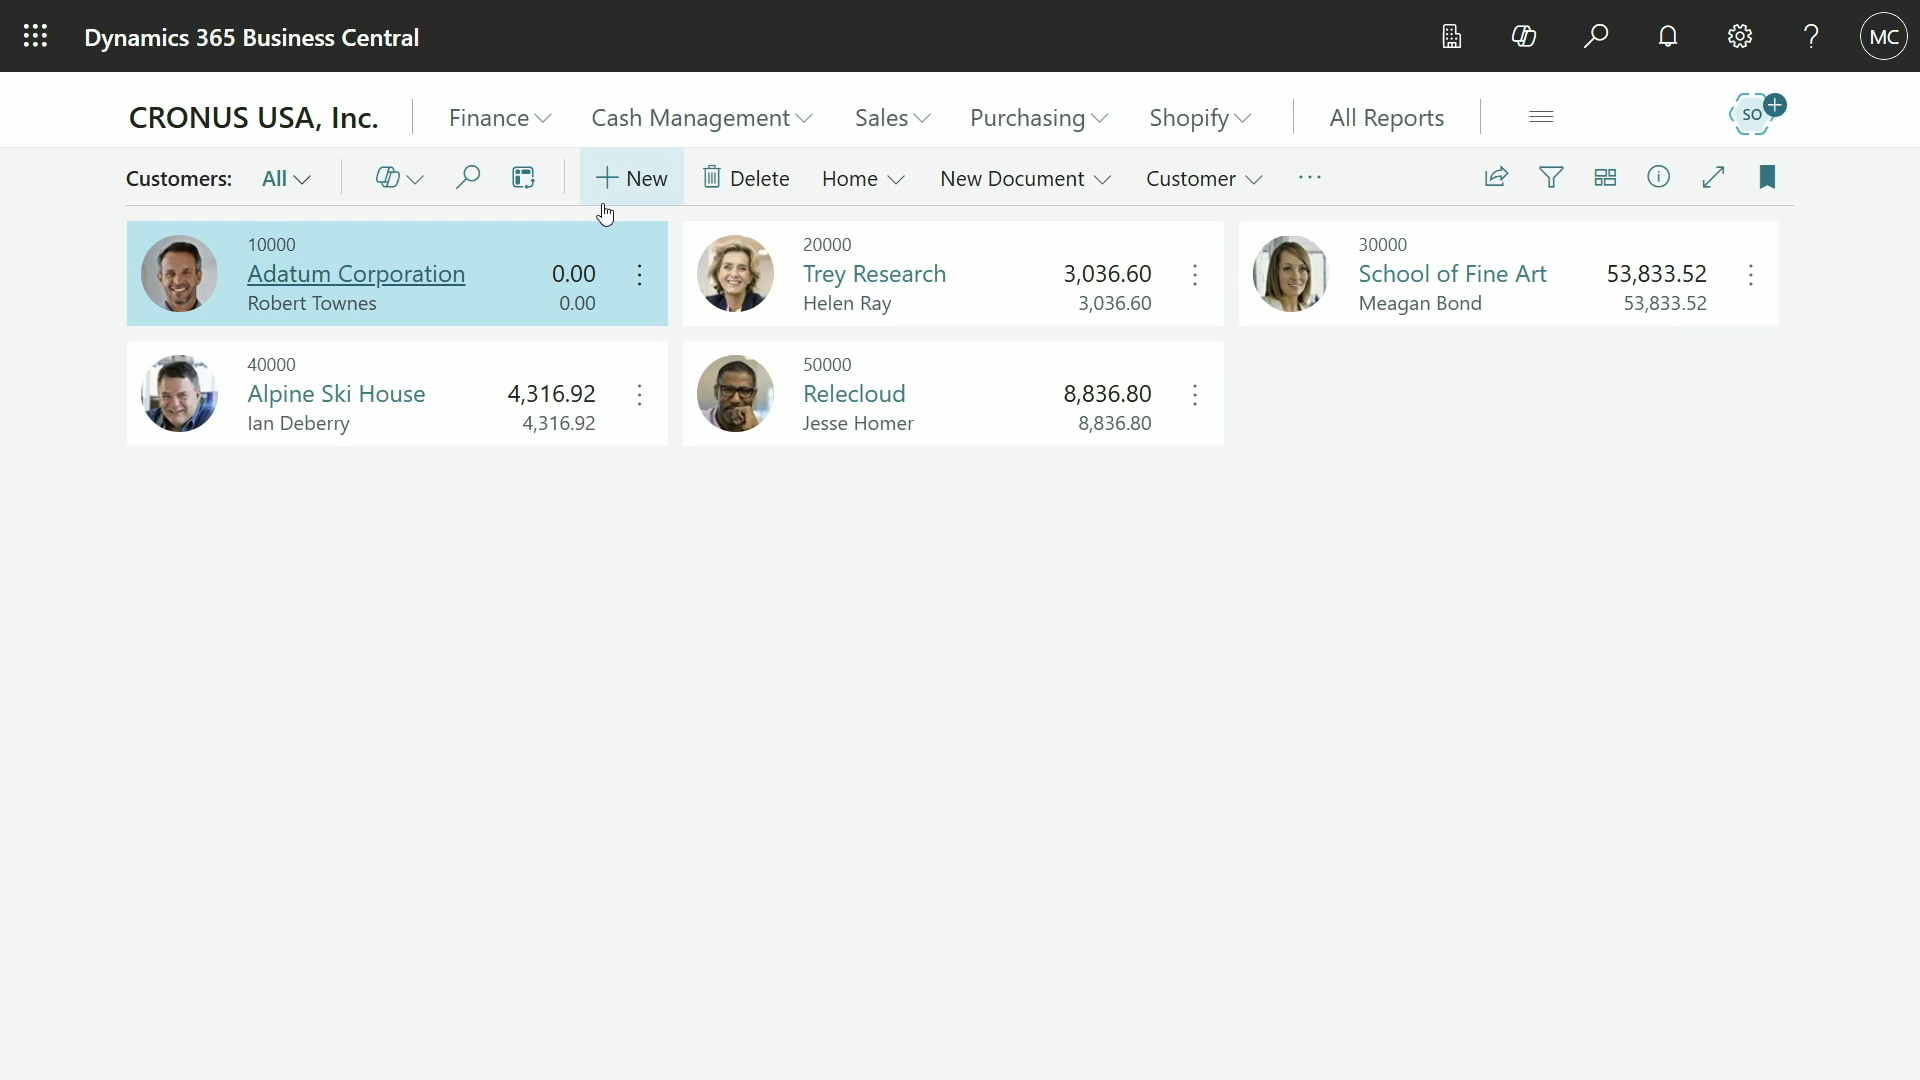 Dynamics 365 Business Central
MC
CRONUS USA, Inc. Finance Cash Management Sales Purchasing Shopify All Reports
SO
Customers: All New Delete Home New Document Customer
10000
Adatum Corporation 0.00
Robert Townes 0.00
20000
Trey Research 3,036.60
Helen Ray 3,036.60
30000
School of Fine Art 53,833.52
Meagan Bond 53,833.52
40000
Alpine Ski House 4,316.92
Ian Deberry 4,316.92
50000
Relecloud 8,836.80
Jesse Homer 8,836.80